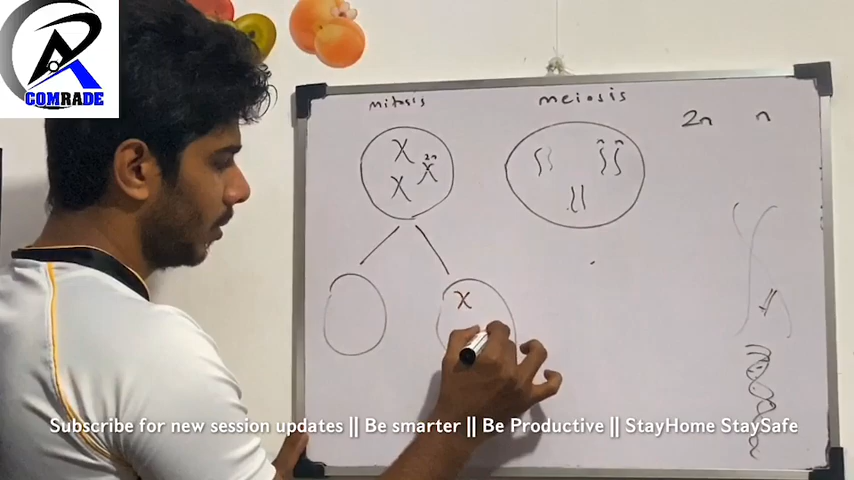 COMRADE
mitosis
meiosis
2n n
2n
Subscribe for new session updates || Be smarter || Be Productive || StayHome StaySafe